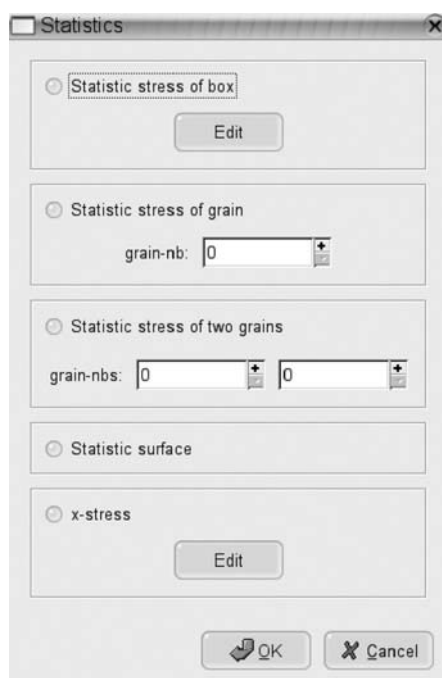 Statistics
Statistic stress of box
Edit
Statistic stress of grain
grain-nb: 0
Statistic stress of two grains
grain-nbs: 0 0
Statistic surface
x-stress
Edit
OK Cancel